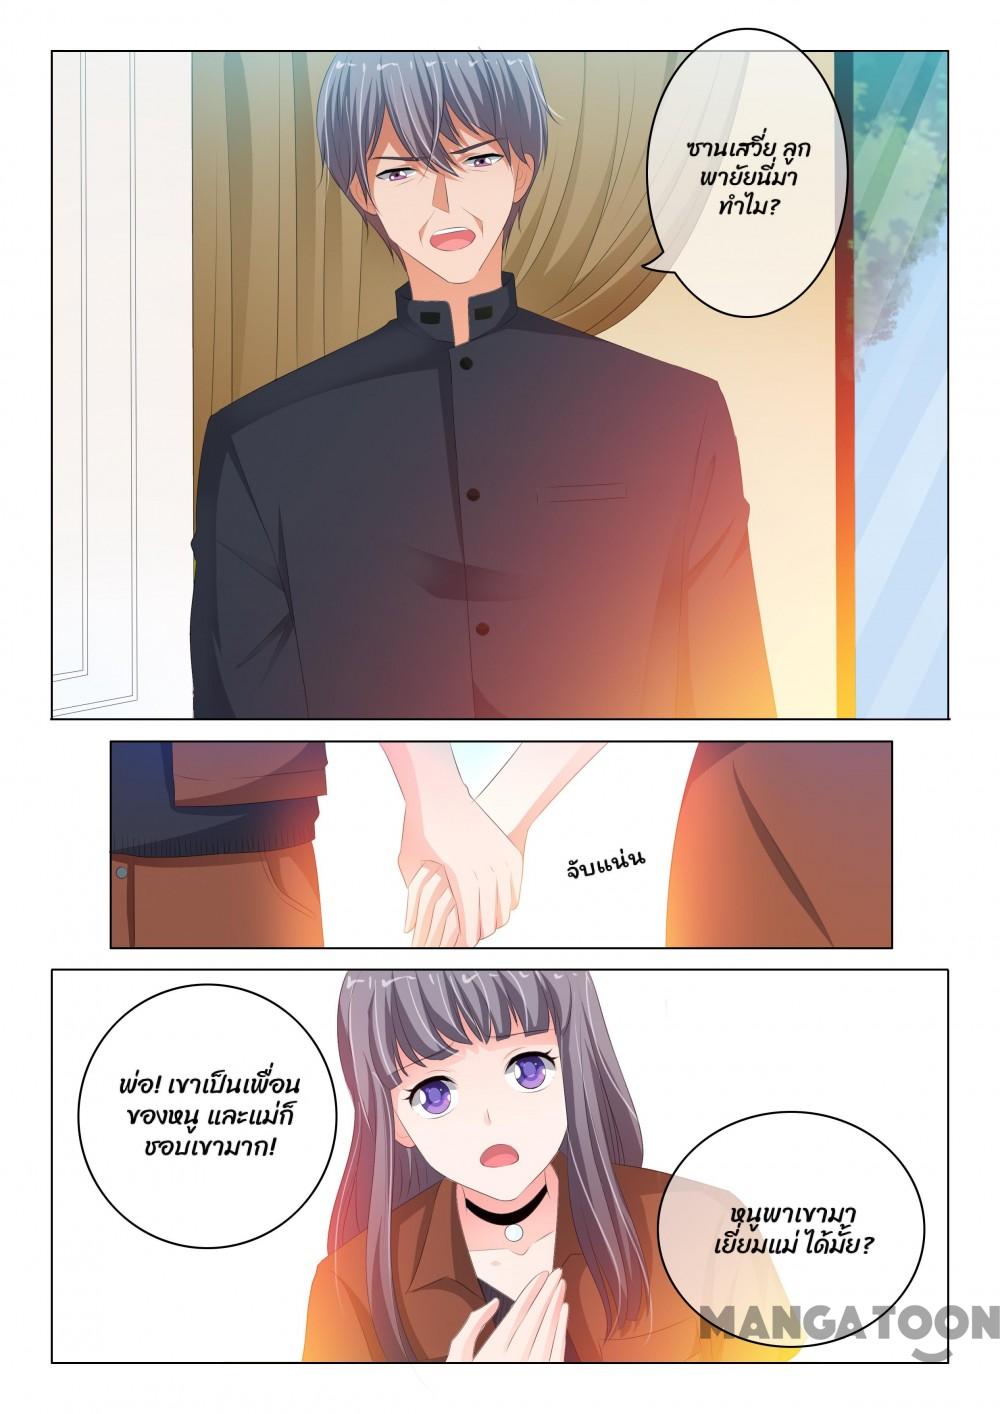 ซานเสวี่ย ลูก
พายัยนี่มา
ทำไม?
จับแน่น
พ่อ! เขาเป็นเพื่อน
ของหนู และแม่ก็
ชอบเขามาก!
หนูพาเขามา
เยี่ยมแม่ ได้มั้ย?
MANGATOON